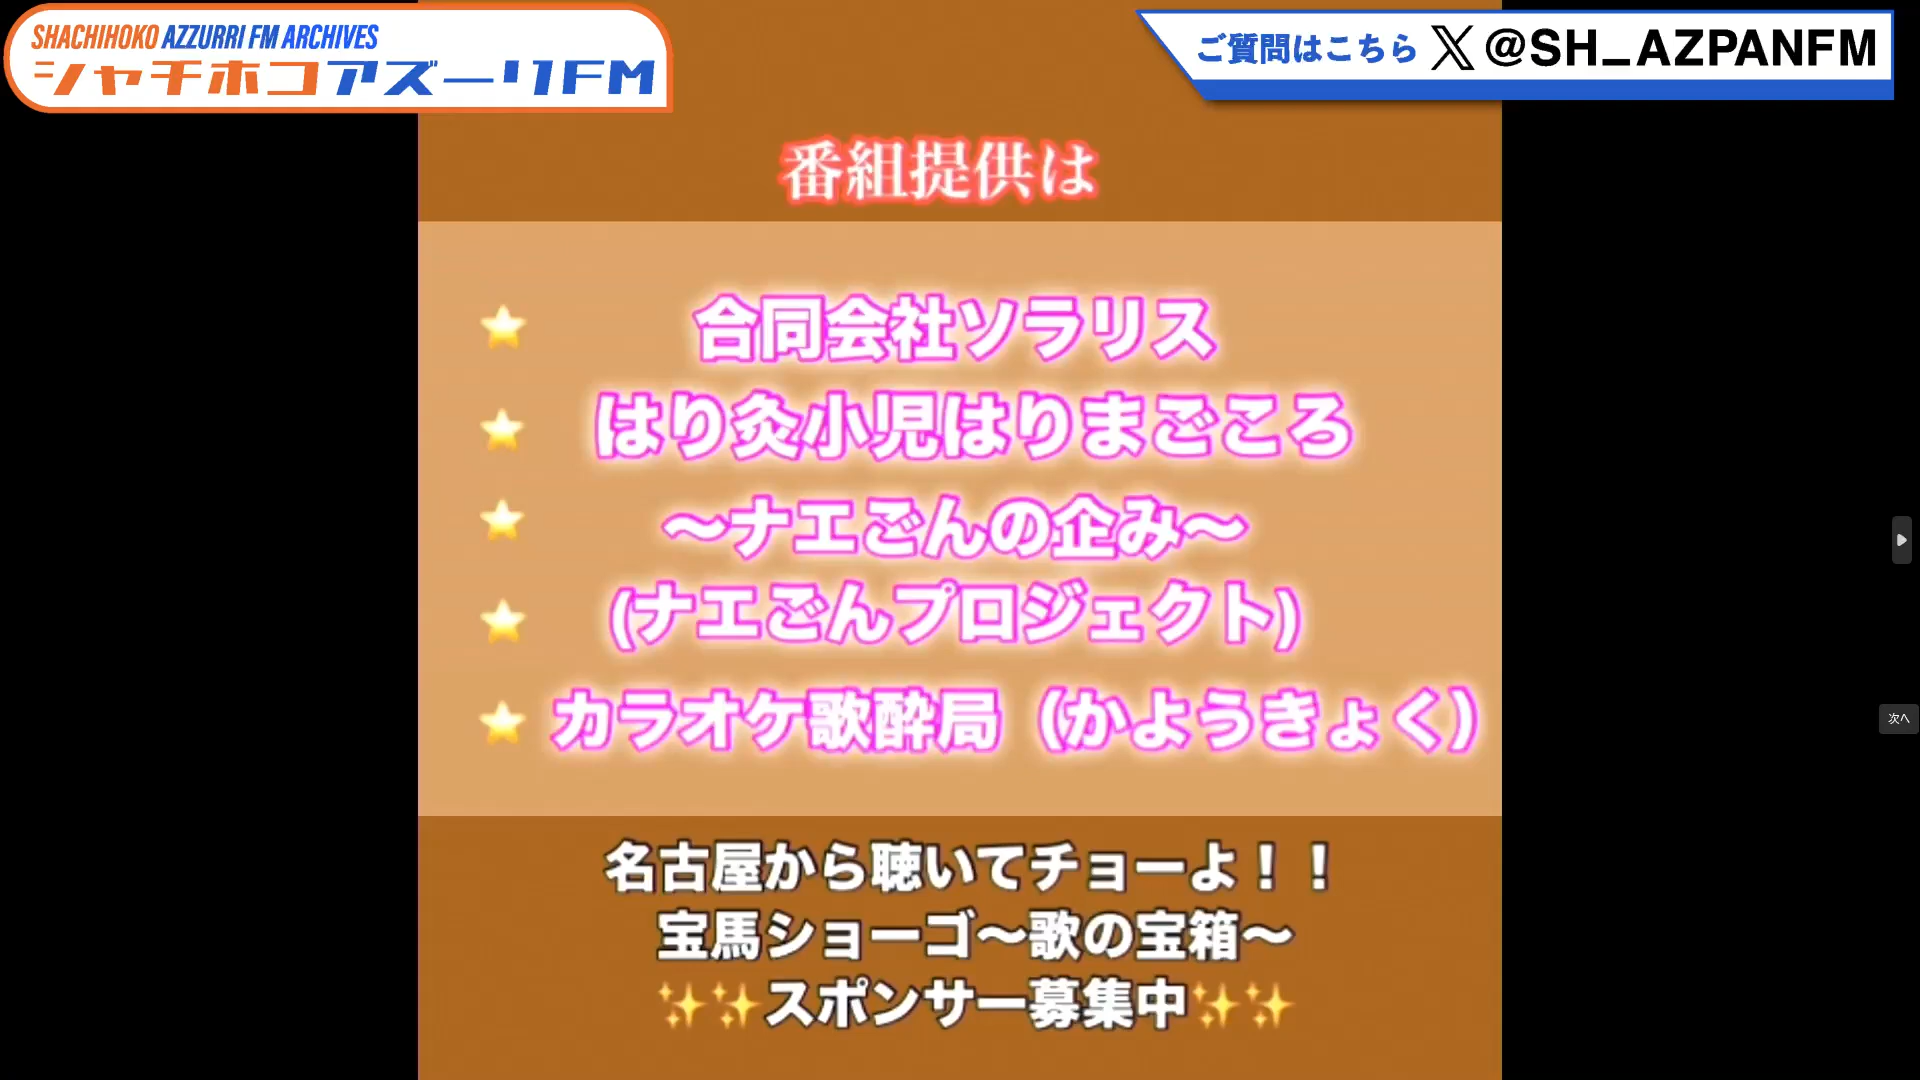 SHACHIHOKO AZZURRI FM ARCHIVES
シャチホコアズーリFM
ご質問はこちら X @SH_AZPANFM
番組提供は
⭐ 合同会社ソラリス
⭐ はり灸小児はりまごころ
⭐ 〜ナエごんの企み〜
⭐ (ナエごんプロジェクト)
⭐ カラオケ歌酔局（かようきょく）
次へ
名古屋から聴いてチョーよ！！
宝馬ショーゴ〜歌の宝箱〜
✨✨スポンサー募集中✨✨